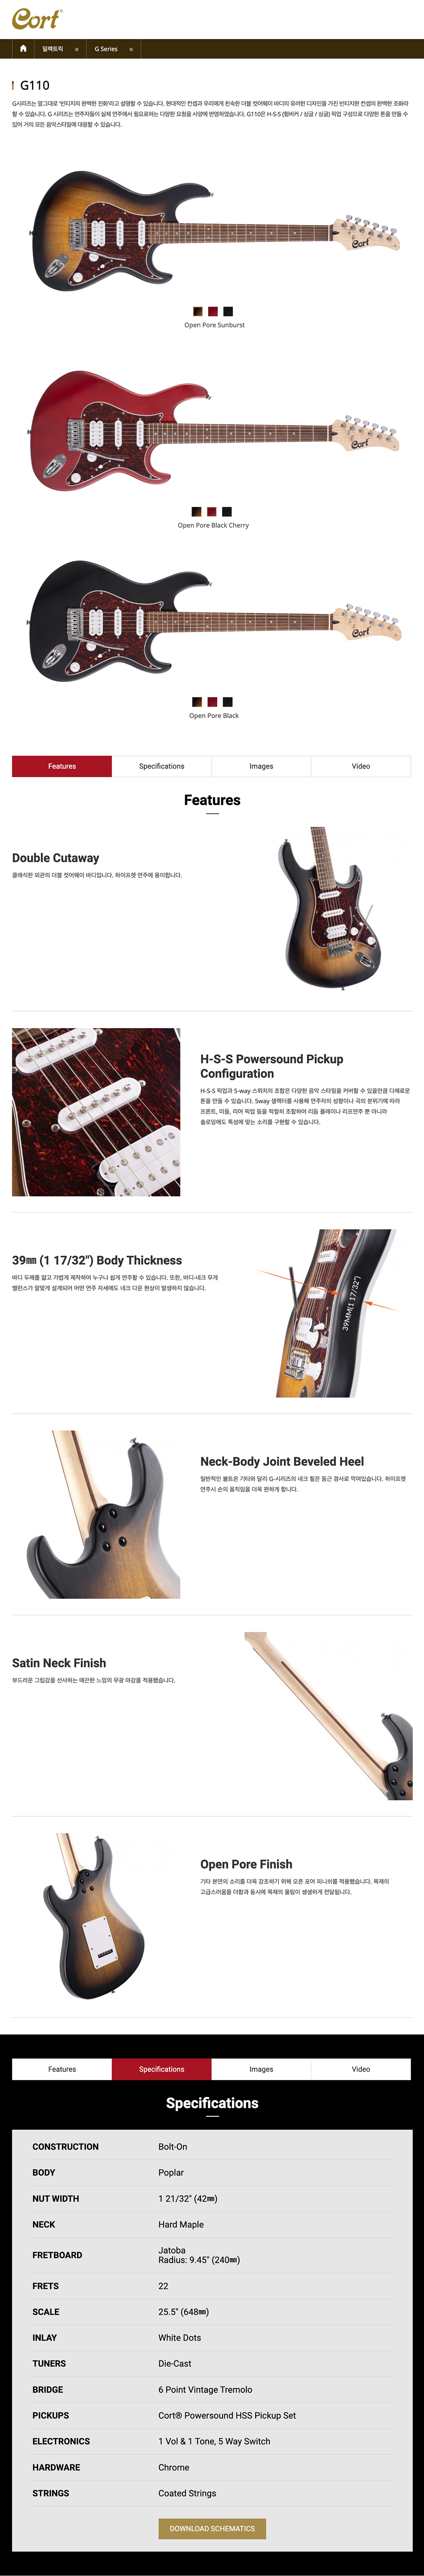 Cort®
일렉트릭
G Series
G110
G시리즈는 말그대로 '빈티지의 완벽한 진화'라고 설명할 수 있습니다. 현대적인 컨셉과 우리에게 친숙한 더블 컷어웨이 바디의 유려한 디자인을 가진 빈티지한 컨셉의 완벽한 조화라
할 수 있습니다. G 시리즈는 연주자들이 실제 연주에서 필요로하는 다양한 요청을 사양에 반영하였습니다. G110은 H-S-S (험버커 / 싱글 / 싱글) 픽업 구성으로 다양한 톤을 만들 수
있어 거의 모든 음악스타일에 대응할 수 있습니다.
Cort
Open Pore Sunburst
Cort
Open Pore Black Cherry
Cort
Open Pore Black
Features
Specifications
Images
Video
Features
Double Cutaway
클래식한 외관의 더블 컷어웨이 바디입니다. 하이프렛 연주에 용이합니다.
H-S-S Powersound Pickup
Configuration
H-S-S 픽업과 5-way 스위치의 조합은 다양한 음악 스타일을 커버할 수 있을만큼 다채로운
톤을 만들 수 있습니다. 5way 셀렉터를 사용해 연주자의 성향이나 곡의 분위기에 따라
프론트, 미들, 리어 픽업 등을 적절히 조합하여 리듬 플레이나 리프연주 뿐 아니라
솔로잉에도 특성에 맞는 소리를 구현할 수 있습니다.
39㎜ (1 17/32") Body Thickness
바디 두께를 얇고 가볍게 제작하여 누구나 쉽게 연주할 수 있습니다. 또한, 바디-네크 무게
밸런스가 알맞게 설계되어 어떤 연주 자세에도 네크 다운 현상이 발생하지 않습니다.
39MM(1 17/32")
Neck-Body Joint Beveled Heel
일반적인 볼트온 기타와 달리 G-시리즈의 네크 힐은 둥근 경사로 깍여있습니다. 하이프렛
연주시 손의 움직임을 더욱 편하게 합니다.
Satin Neck Finish
부드러운 그립감을 선사하는 매끈한 느낌의 무광 마감을 적용했습니다.
Open Pore Finish
기타 본연의 소리를 더욱 강조하기 위해 오픈 포어 피니쉬를 적용했습니다. 목재의
고급스러움을 더함과 동시에 목재의 울림이 생생하게 전달됩니다.
Features
Specifications
Images
Video
Specifications
CONSTRUCTION Bolt-On
BODY Poplar
NUT WIDTH 1 21/32" (42㎜)
NECK Hard Maple
FRETBOARD Jatoba
Radius: 9.45" (240㎜)
FRETS 22
SCALE 25.5" (648㎜)
INLAY White Dots
TUNERS Die-Cast
BRIDGE 6 Point Vintage Tremolo
PICKUPS Cort® Powersound HSS Pickup Set
ELECTRONICS 1 Vol & 1 Tone, 5 Way Switch
HARDWARE Chrome
STRINGS Coated Strings
DOWNLOAD SCHEMATICS